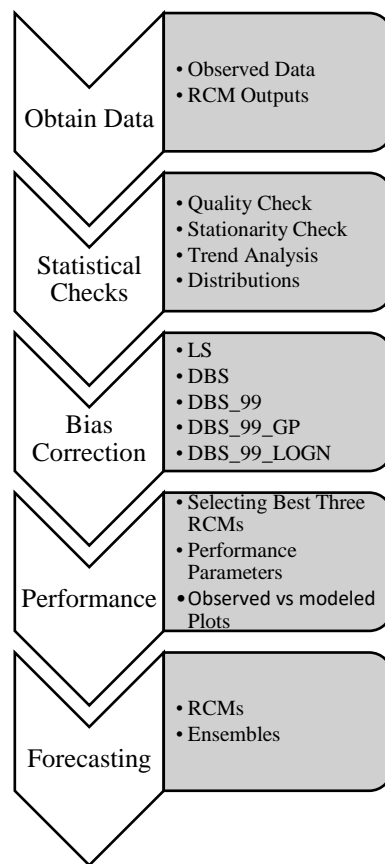 Obtain Data
• Observed Data
• RCM Outputs
Statistical
Checks
• Quality Check
• Stationarity Check
• Trend Analysis
• Distributions
Bias
Correction
• LS
• DBS
• DBS_99
• DBS_99_GP
• DBS_99_LOGN
Performance
• Selecting Best Three
RCMs
• Performance
Parameters
•Observed vs modeled
Plots
Forecasting
• RCMs
• Ensembles